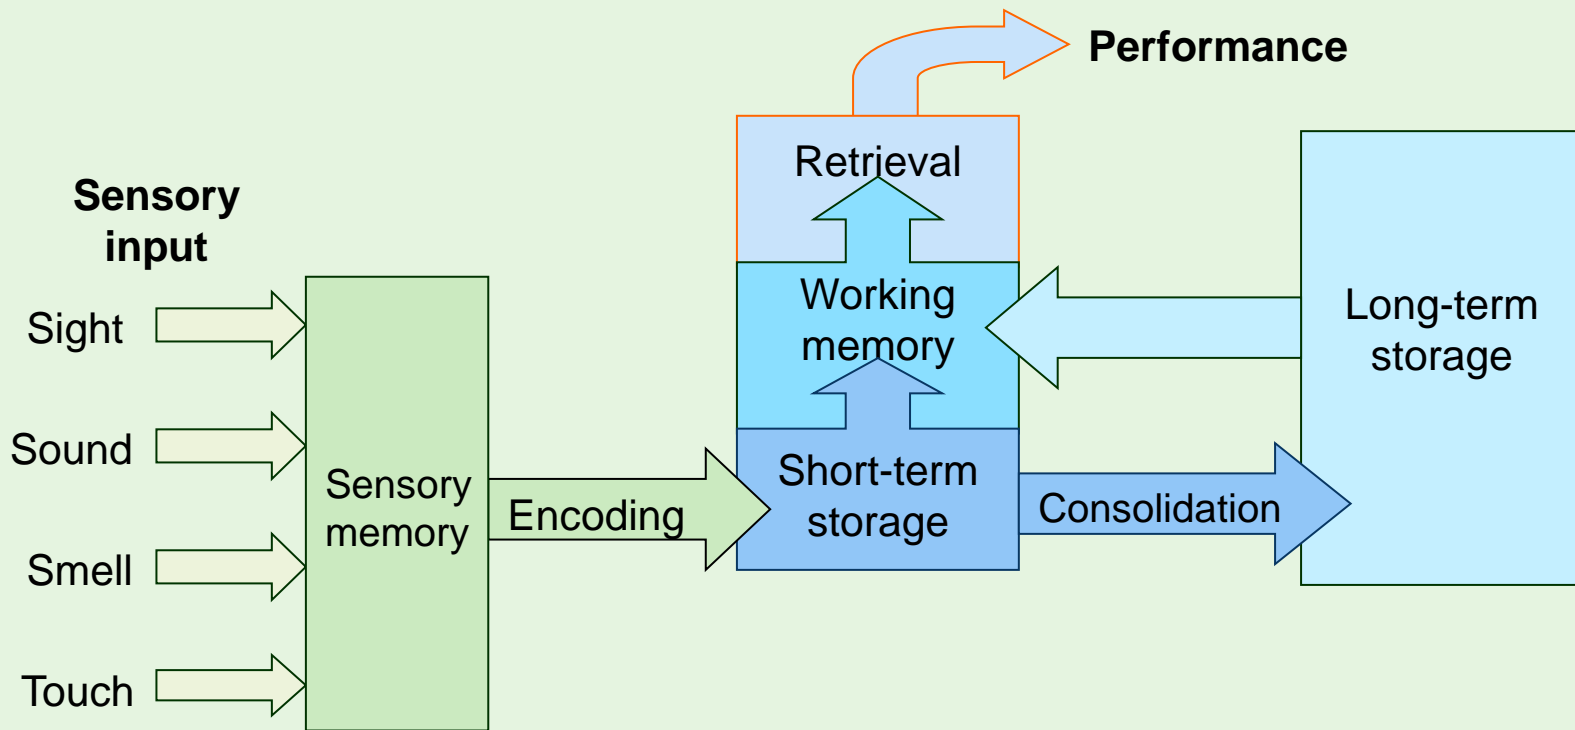 Performance
Retrieval
Sensory
input
Working
memory
Long-term
storage
Sight
Sound
Sensory
memory
Encoding
Short-term
storage
Consolidation
Smell
Touch